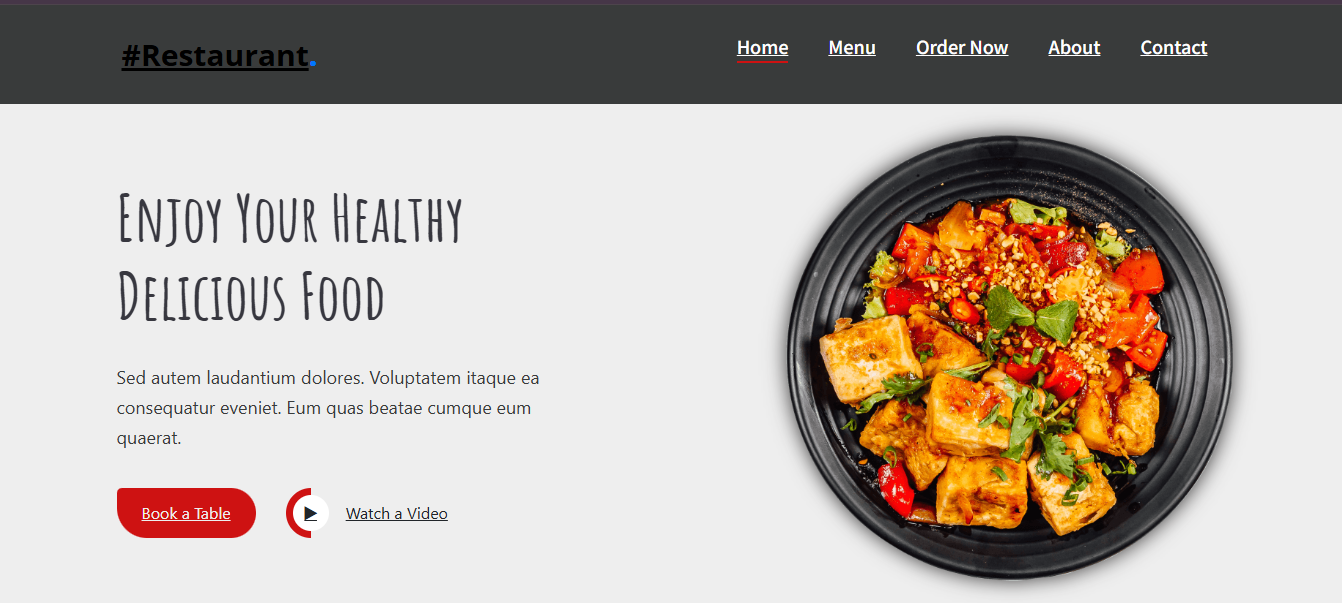 #Restaurant.
Home Menu Order Now About Contact
Enjoy Your Healthy
Delicious Food
Sed autem laudantium dolores. Voluptatem itaque ea
consequatur eveniet. Eum quas beatae cumque eum
quaerat.
Book a Table
Watch a Video